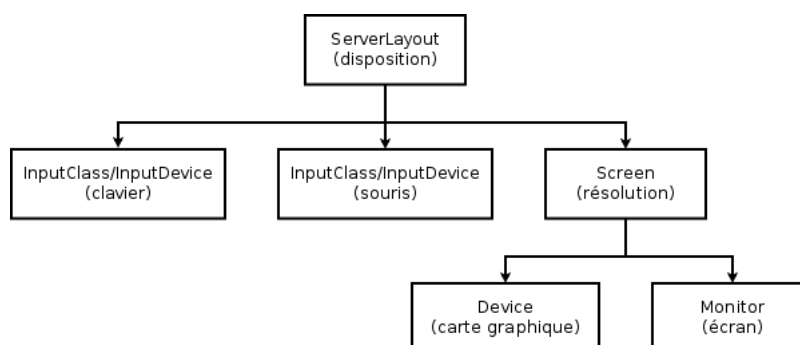 ServerLayout
(disposition)
InputClass/InputDevice
(clavier)
InputClass/InputDevice
(souris)
Screen
(résolution)
Device
(carte graphique)
Monitor
(écran)